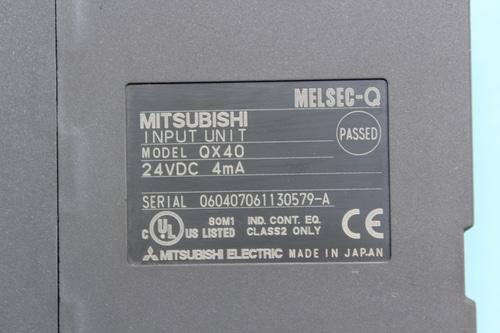 MELSEC-Q
MITSUBISHI
INPUT UNIT
PASSED
MODEL QX40
24VDC 4mA
SERIAL 060407061130579-A
C UL US LISTED
80M1 IND. CONT. EQ.
CLASS2 ONLY
CE
MITSUBISHI ELECTRIC MADE IN JAPAN